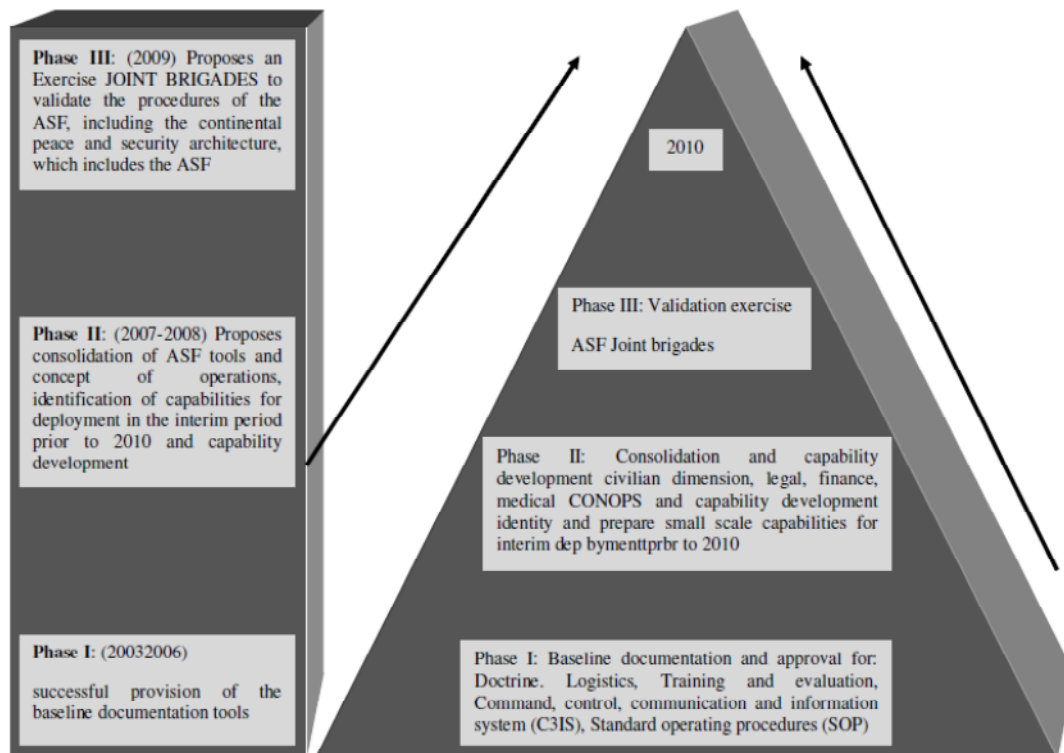 Phase III: (2009) Proposes an
Exercise JOINT BRIGADES to
validate the procedures of the
ASF, including the continental
peace and security architecture,
which includes the ASF
Phase II: (2007-2008) Proposes
consolidation of ASF tools and
concept of operations,
identification of capabilities for
deployment in the interim period
prior to 2010 and capability
development
Phase I: (20032006)
successful provision of the
baseline documentation tools
2010
Phase III: Validation exercise
ASF Joint brigades
Phase II: Consolidation and capability
development civilian dimension, legal, finance,
medical CONOPS and capability development
identity and prepare small scale capabilities for
interim dep bymenttprbr to 2010
Phase I: Baseline documentation and approval for:
Doctrine. Logistics, Training and evaluation,
Command, control, communication and information
system (C3IS), Standard operating procedures (SOP)